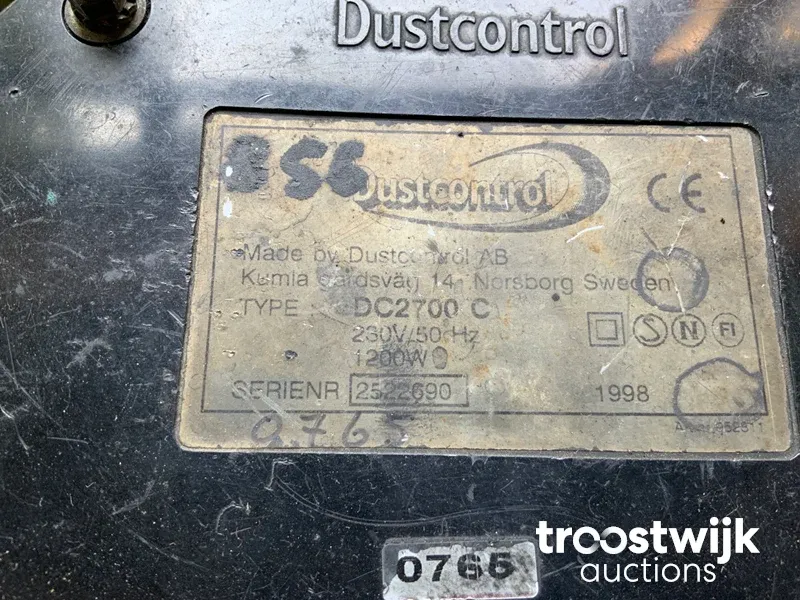 Dustcontrol
856
Dustcontrol
CE
Made by Dustcontrol AB
Kumla Gårdsväg 14, Norsborg Sweden
TYPE DC2700 C
230V/50 Hz
1200W
S N FI
SERIENR 2522690 1998
0765
0765
troostwijk
auctions